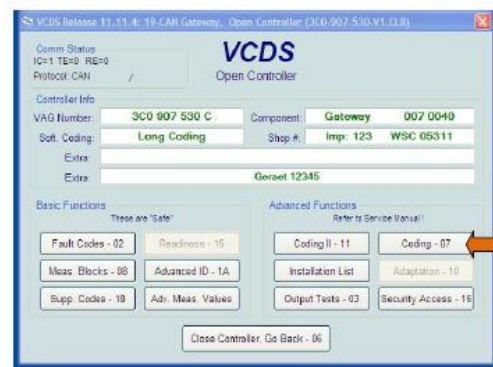 VCDS Release 11.11.4: 19-CAN Gateway, Open Controller (3C0-907-530-V1.CLB)
Comm Status
IC=1 TE=0 RE=0
Protocol: CAN /
VCDS
Open Controller
Controller Info
VAG Number: 3C0 907 530 C Component: Gateway 007 0040
Soft. Coding: Long Coding Shop #: Imp: 123 WSC 05311
Extra:
Extra: Geraet 12345
Basic Functions
These are "Safe"
Advanced Functions
Refer to Service Manual!
Fault Codes - 02 Readiness - 15 Coding II - 11 Coding - 07
Meas. Blocks - 08 Advanced ID - 1A Installation List Adaptation - 10
Supp. Codes - 18 Adv. Meas. Values Output Tests - 03 Security Access - 16
Close Controller, Go Back - 06